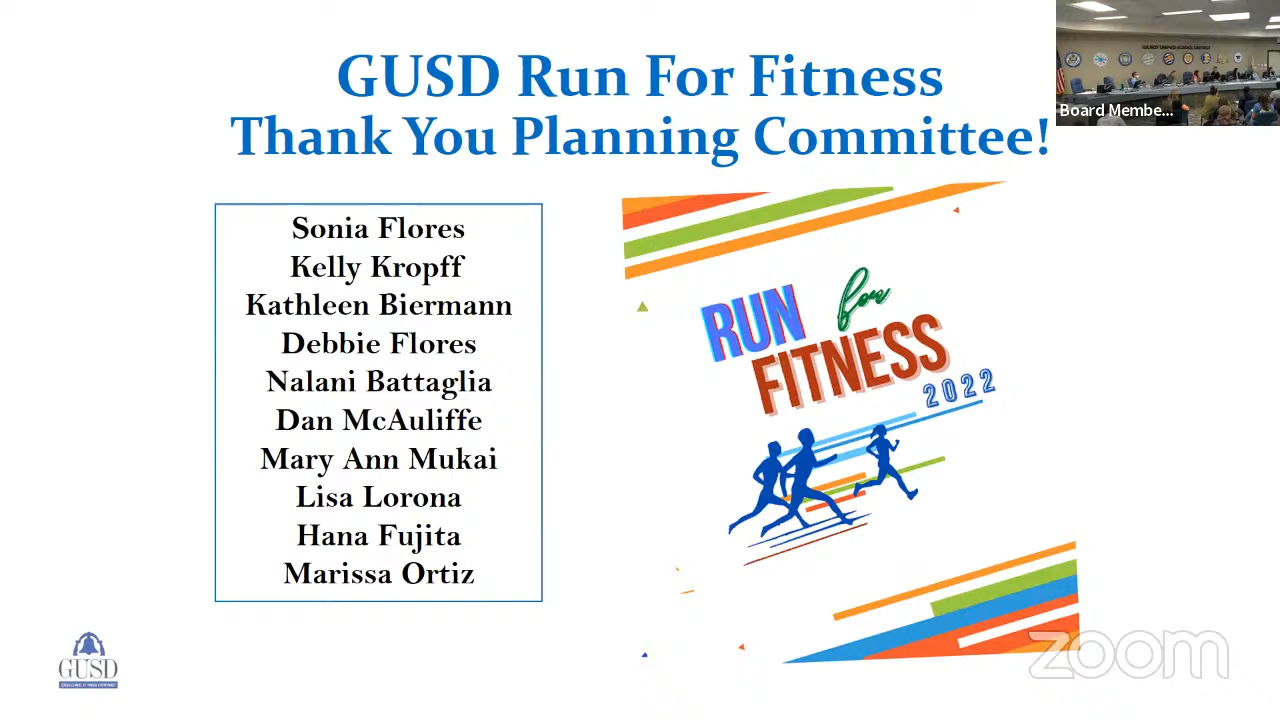 GUSD Run For Fitness
Thank You Planning Committee!
Board Membe...
Sonia Flores
Kelly Kropff
Kathleen Biermann
Debbie Flores
Nalani Battaglia
Dan McAuliffe
Mary Ann Mukai
Lisa Lorona
Hana Fujita
Marissa Ortiz
RUN for
FITNESS
2022
GUSD
zoom